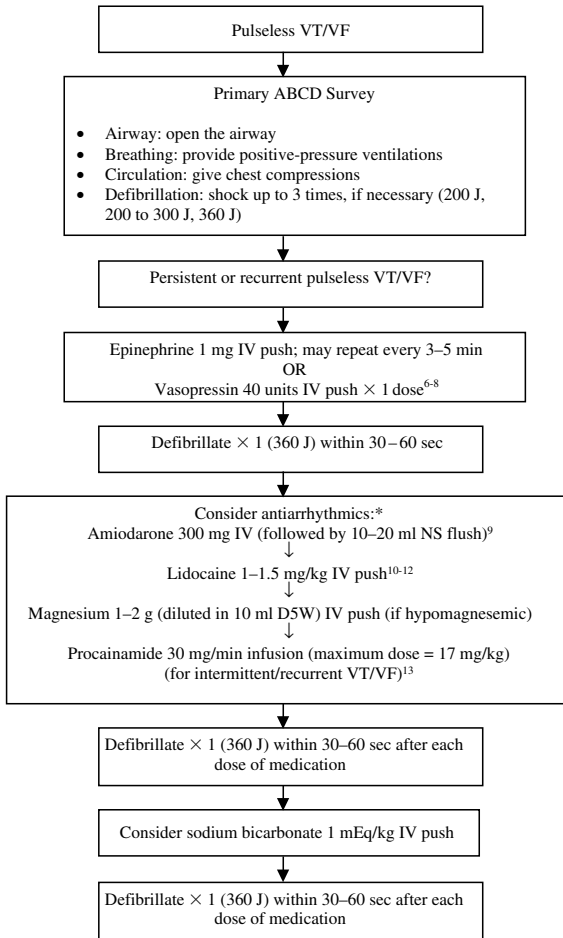 Pulseless VT/VF
Primary ABCD Survey
• Airway: open the airway
• Breathing: provide positive-pressure ventilations
• Circulation: give chest compressions
• Defibrillation: shock up to 3 times, if necessary (200 J,
200 to 300 J, 360 J)
Persistent or recurrent pulseless VT/VF?
Epinephrine 1 mg IV push; may repeat every 3–5 min
OR
Vasopressin 40 units IV push × 1 dose⁶⁻⁸
Defibrillate × 1 (360 J) within 30–60 sec
Consider antiarrhythmics:*
Amiodarone 300 mg IV (followed by 10–20 ml NS flush)⁹
↓
Lidocaine 1–1.5 mg/kg IV push¹⁰⁻¹²
↓
Magnesium 1–2 g (diluted in 10 ml D5W) IV push (if hypomagnesemic)
↓
Procainamide 30 mg/min infusion (maximum dose = 17 mg/kg)
(for intermittent/recurrent VT/VF)¹³
Defibrillate × 1 (360 J) within 30–60 sec after each
dose of medication
Consider sodium bicarbonate 1 mEq/kg IV push
Defibrillate × 1 (360 J) within 30–60 sec after each
dose of medication